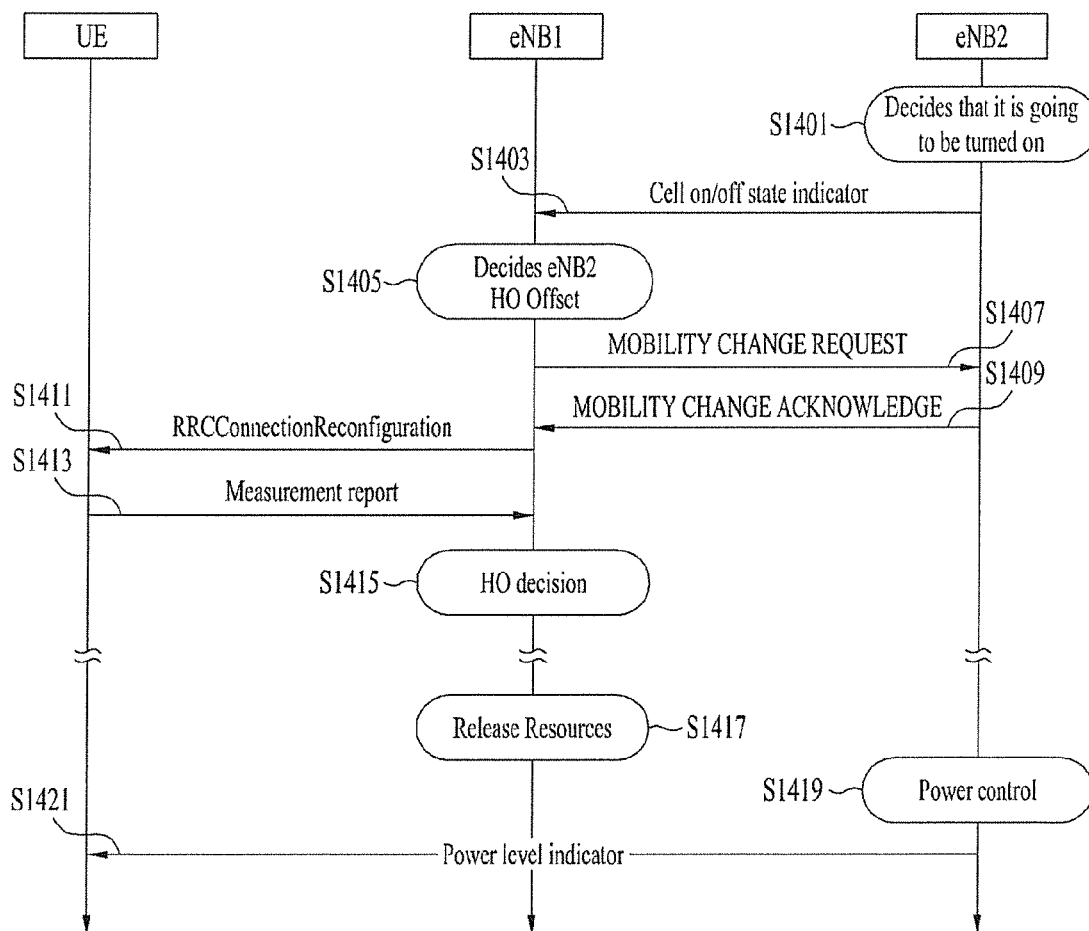 UE
eNB1
eNB2
S1401
Decides that it is going
to be turned on
S1403
Cell on/off state indicator
S1405
Decides eNB2
HO Offset
S1407
MOBILITY CHANGE REQUEST
S1409
MOBILITY CHANGE ACKNOWLEDGE
S1411
RRCConnectionReconfiguration
S1413
Measurement report
S1415
HO decision
Release Resources
S1417
S1419
Power control
S1421
Power level indicator